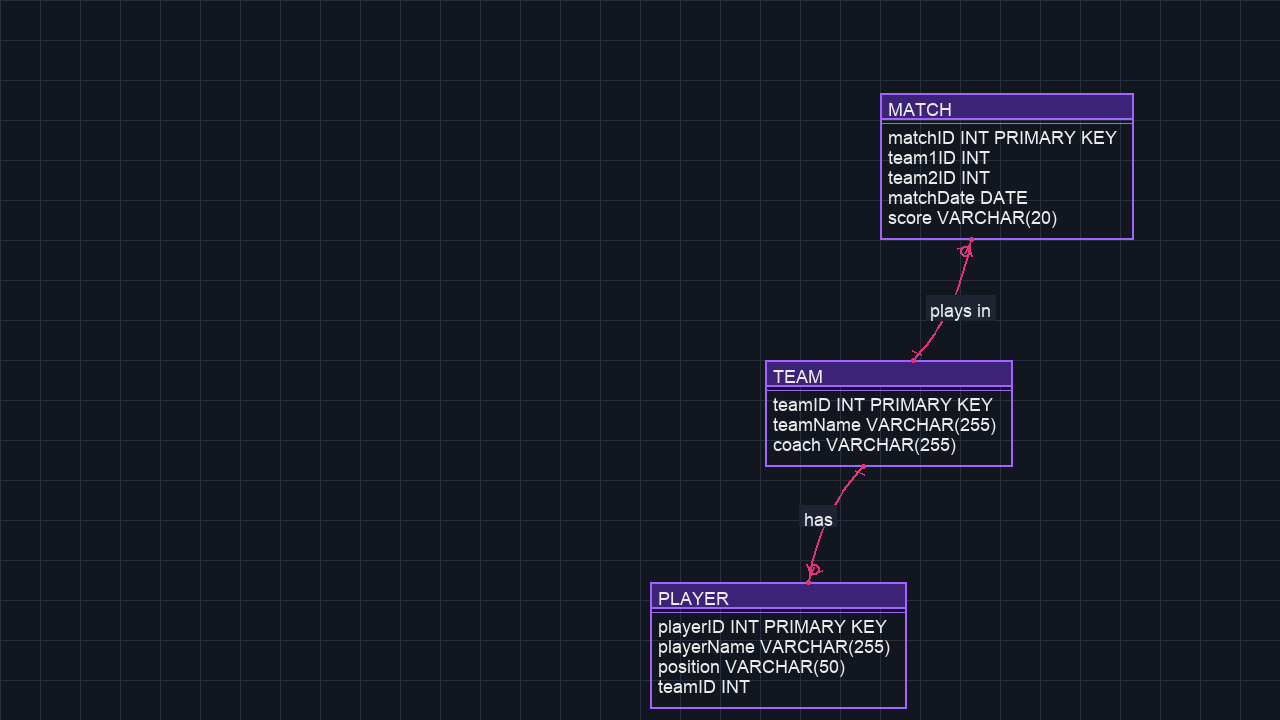 MATCH
matchID INT PRIMARY KEY
team1ID INT
team2ID INT
matchDate DATE
score VARCHAR(20)
plays in
TEAM
teamID INT PRIMARY KEY
teamName VARCHAR(255)
coach VARCHAR(255)
has
PLAYER
playerID INT PRIMARY KEY
playerName VARCHAR(255)
position VARCHAR(50)
teamID INT